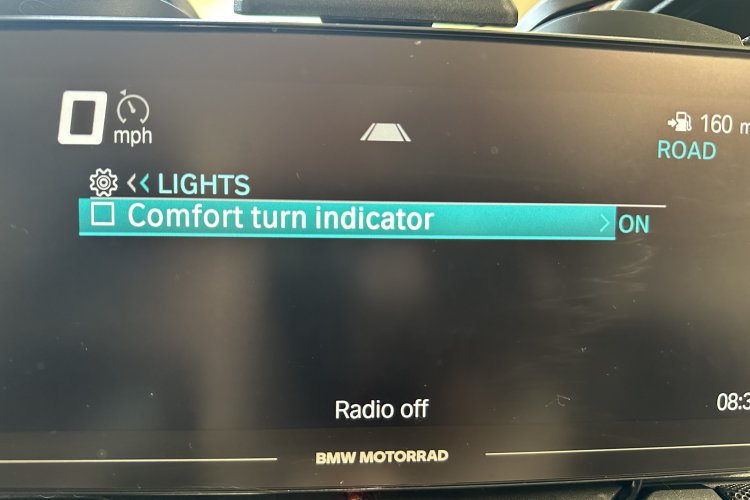 0 mph
160
ROAD
<< LIGHTS
Comfort turn indicator > ON
Radio off
08:3
BMW MOTORRAD